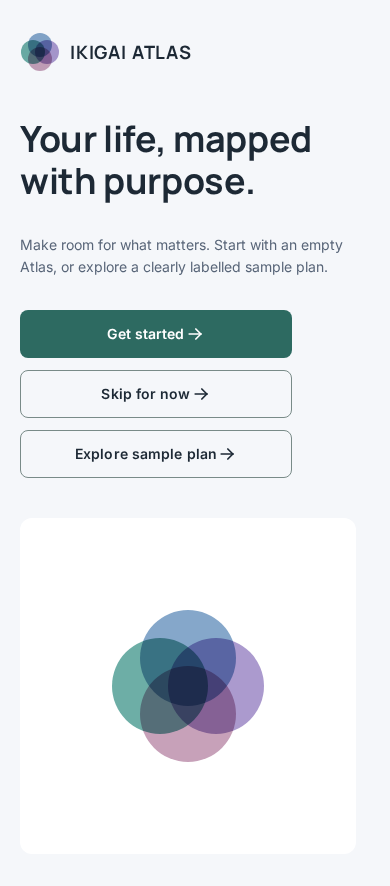 IKIGAI ATLAS
Your life, mapped
with purpose.
Make room for what matters. Start with an empty
Atlas, or explore a clearly labelled sample plan.
Get started →
Skip for now →
Explore sample plan →